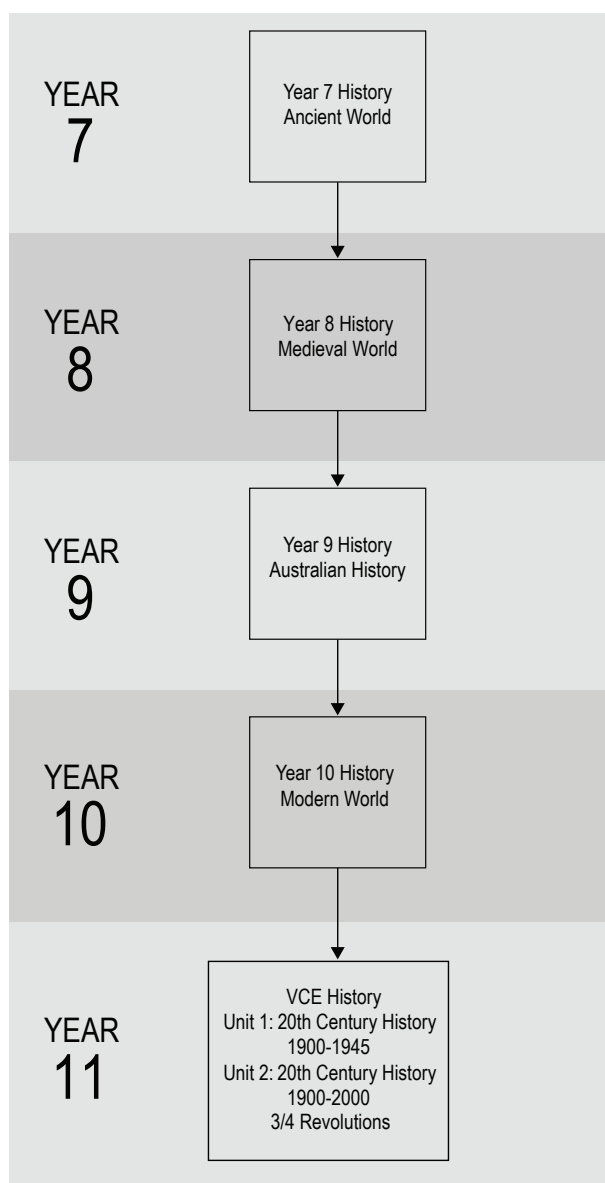 YEAR
7
Year 7 History
Ancient World
YEAR
8
Year 8 History
Medieval World
YEAR
9
Year 9 History
Australian History
YEAR
10
Year 10 History
Modern World
YEAR
11
VCE History
Unit 1: 20th Century History
1900-1945
Unit 2: 20th Century History
1900-2000
3/4 Revolutions